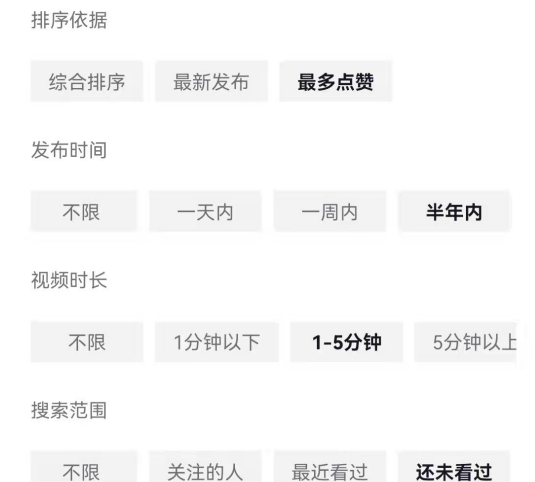 排序依据
综合排序 最新发布 最多点赞
发布时间
不限 一天内 一周内 半年内
视频时长
不限 1分钟以下 1-5分钟 5分钟以上
搜索范围
不限 关注的人 最近看过 还未看过